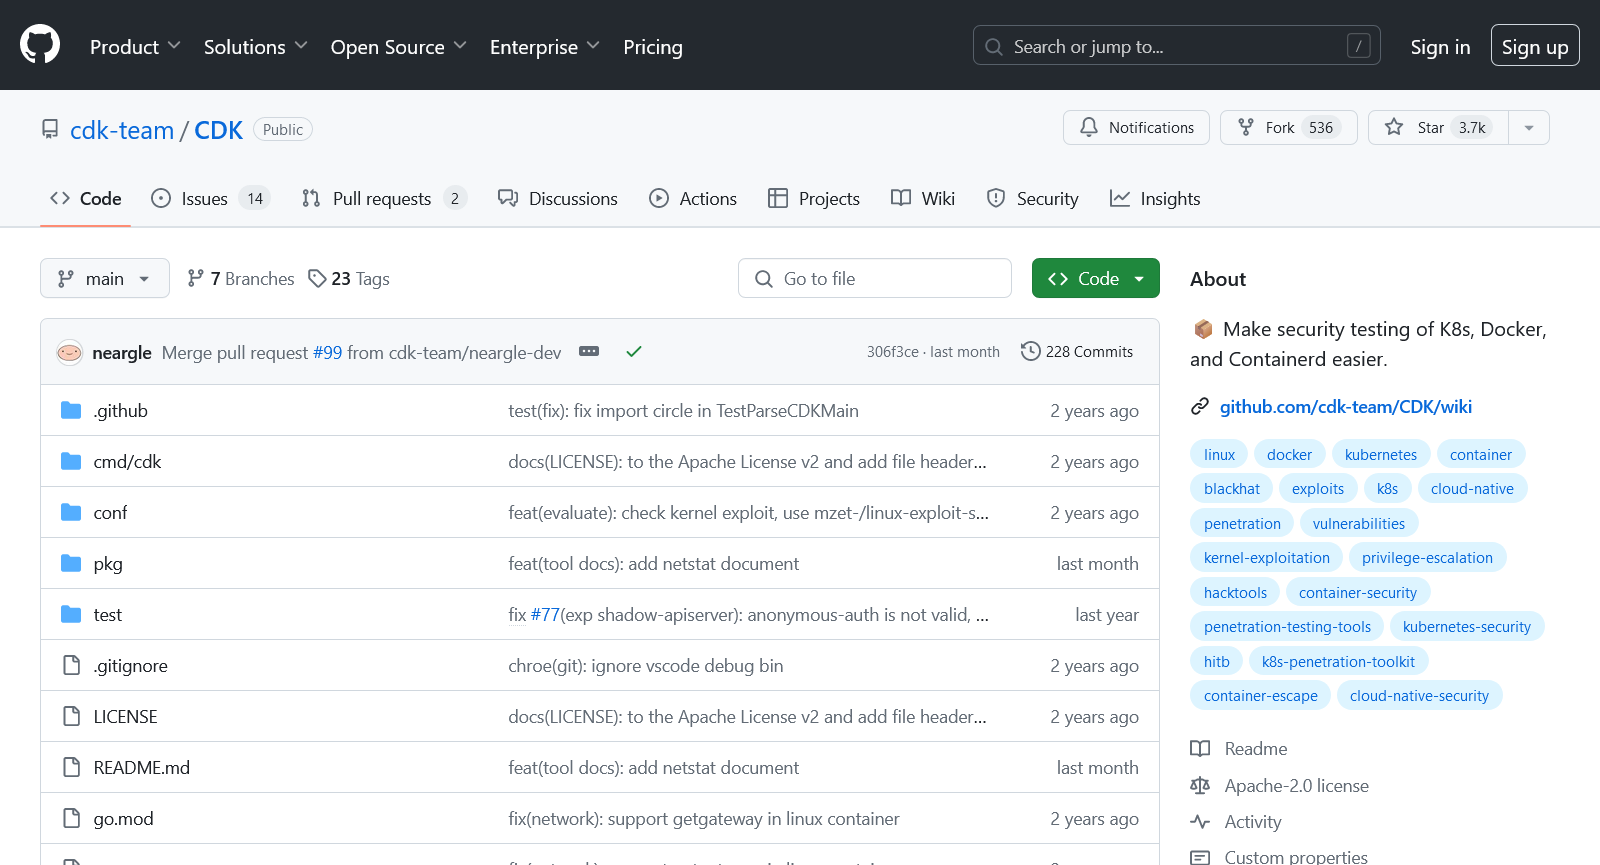 Product Solutions Open Source Enterprise Pricing Search or jump to... / Sign in Sign up
cdk-team / CDK Public Notifications Fork 536 Star 3.7k
Code Issues 14 Pull requests 2 Discussions Actions Projects Wiki Security Insights
main 7 Branches 23 Tags Go to file Code
neargle Merge pull request #99 from cdk-team/neargle-dev 306f3ce · last month 228 Commits
.github test(fix): fix import circle in TestParseCDKMain 2 years ago
cmd/cdk docs(LICENSE): to the Apache License v2 and add file header... 2 years ago
conf feat(evaluate): check kernel exploit, use mzet-/linux-exploit-s... 2 years ago
pkg feat(tool docs): add netstat document last month
test fix #77(exp shadow-apiserver): anonymous-auth is not valid, ... last year
.gitignore chroe(git): ignore vscode debug bin 2 years ago
LICENSE docs(LICENSE): to the Apache License v2 and add file header... 2 years ago
README.md feat(tool docs): add netstat document last month
go.mod fix(network): support getgateway in linux container 2 years ago
About
📦 Make security testing of K8s, Docker,
and Containerd easier.
github.com/cdk-team/CDK/wiki
linux docker kubernetes container
blackhat exploits k8s cloud-native
penetration vulnerabilities
kernel-exploitation privilege-escalation
hacktools container-security
penetration-testing-tools kubernetes-security
hitb k8s-penetration-toolkit
container-escape cloud-native-security
Readme
Apache-2.0 license
Activity
Custom properties